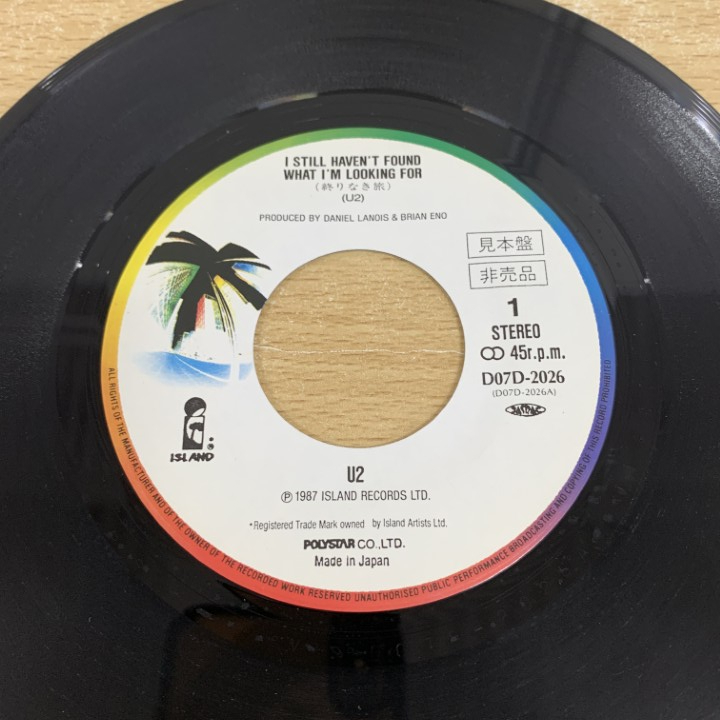 I STILL HAVEN'T FOUND
WHAT I'M LOOKING FOR
(終りなき旅)
(U2)
PRODUCED BY DANIEL LANOIS & BRIAN ENO
見本盤
非売品
1
STEREO
45r.p.m.
D07D-2026
(D07D-2026A)
JASRAC
i
ISLAND
U2
Ⓟ 1987 ISLAND RECORDS LTD.
*Registered Trade Mark owned by Island Artists Ltd.
POLYSTAR CO.,LTD.
Made in Japan
ALL RIGHTS OF THE MANUFACTURER AND OF THE OWNER OF THE RECORDED WORK RESERVED UNAUTHORISED PUBLIC PERFORMANCE BROADCASTING AND COPYING OF THIS RECORD PROHIBITED